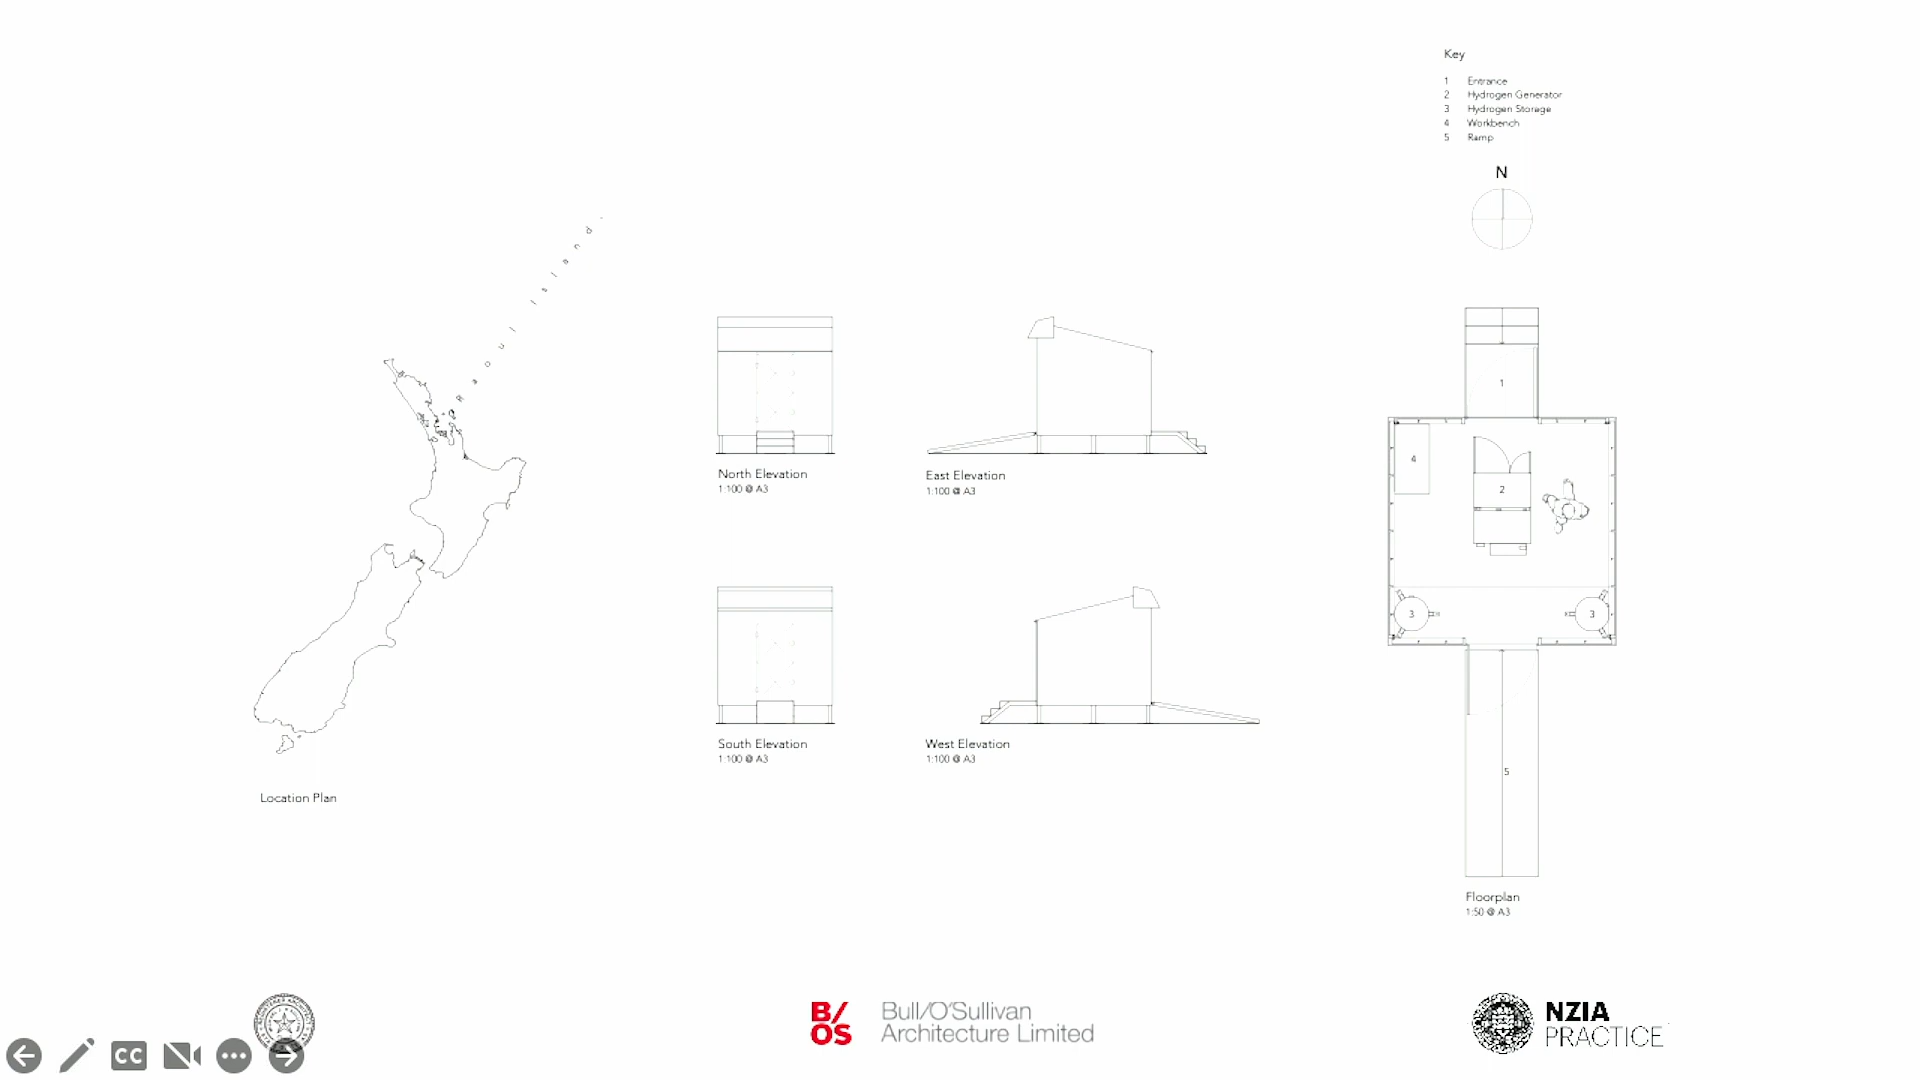 Key
1 Entrance
2 Hydrogen Generator
3 Hydrogen Storage
4 Workbench
5 Ramp
N
Raoul Island
North Elevation
1:100 @ A3
East Elevation
1:100 @ A3
1
4
2
3
3
5
South Elevation
1:100 @ A3
West Elevation
1:100 @ A3
Location Plan
Floorplan
1:50 @ A3
B/
OS
Bull/O'Sullivan
Architecture Limited
NZIA
PRACTICE
CC